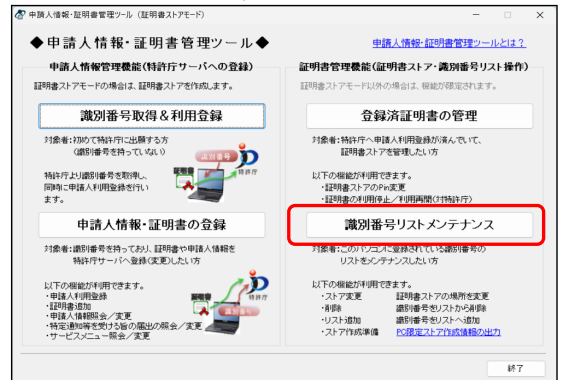 申請人情報・証明書管理ツール (証明書ストアモード)
◆申請人情報・証明書管理ツール◆
申請人情報・証明書管理ツールとは?
申請人情報管理機能(特許庁サーバへの登録)
証明書ストアモードの場合は、証明書ストアを作成します。
識別番号取得&利用登録
対象者:初めて特許庁に出願する方
(識別番号を持っていない)
特許庁より識別番号を取得し、
同時に申請人利用登録を行い
ます。
識別番号
証明書
特許庁
申請人情報・証明書の登録
対象者:識別番号を持っており、証明書や申請人情報を
特許庁サーバへ登録(変更)したい方
以下の機能が利用できます。
・申請人利用登録
・証明書追加
・申請人情報照会/変更
・特定通知等を受ける旨の届出の照会/変更
・サービスメニュー照会/変更
証明書
識別番号
特許庁
証明書管理機能(証明書ストア・識別番号リスト操作)
証明書ストアモード以外の場合は、機能が限定されます。
登録済証明書の管理
対象者:特許庁へ申請人利用登録が済んでいて、
証明書ストアを管理したい方
以下の機能が利用できます。
・証明書ストアのPin変更
・証明書の利用停止/利用再開(対特許庁)
識別番号リストメンテナンス
対象者:このパソコンに登録されている識別番号の
リストをメンテナンスしたい方
以下の機能が利用できます。
・ストア変更 証明書ストアの場所を変更
・削除 識別番号をリストから削除
・リスト追加 識別番号をリストへ追加
・ストア作成準備 PC限定ストア作成情報の出力
終了